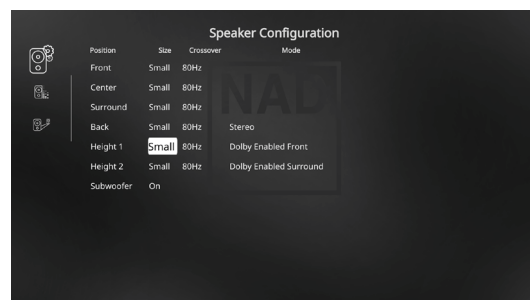 Speaker Configuration
Position Size Crossover Mode
Front Small 80Hz
Center Small 80Hz
Surround Small 80Hz
Back Small 80Hz Stereo
Height 1 Small 80Hz Dolby Enabled Front
Height 2 Small 80Hz Dolby Enabled Surround
Subwoofer On
NAD